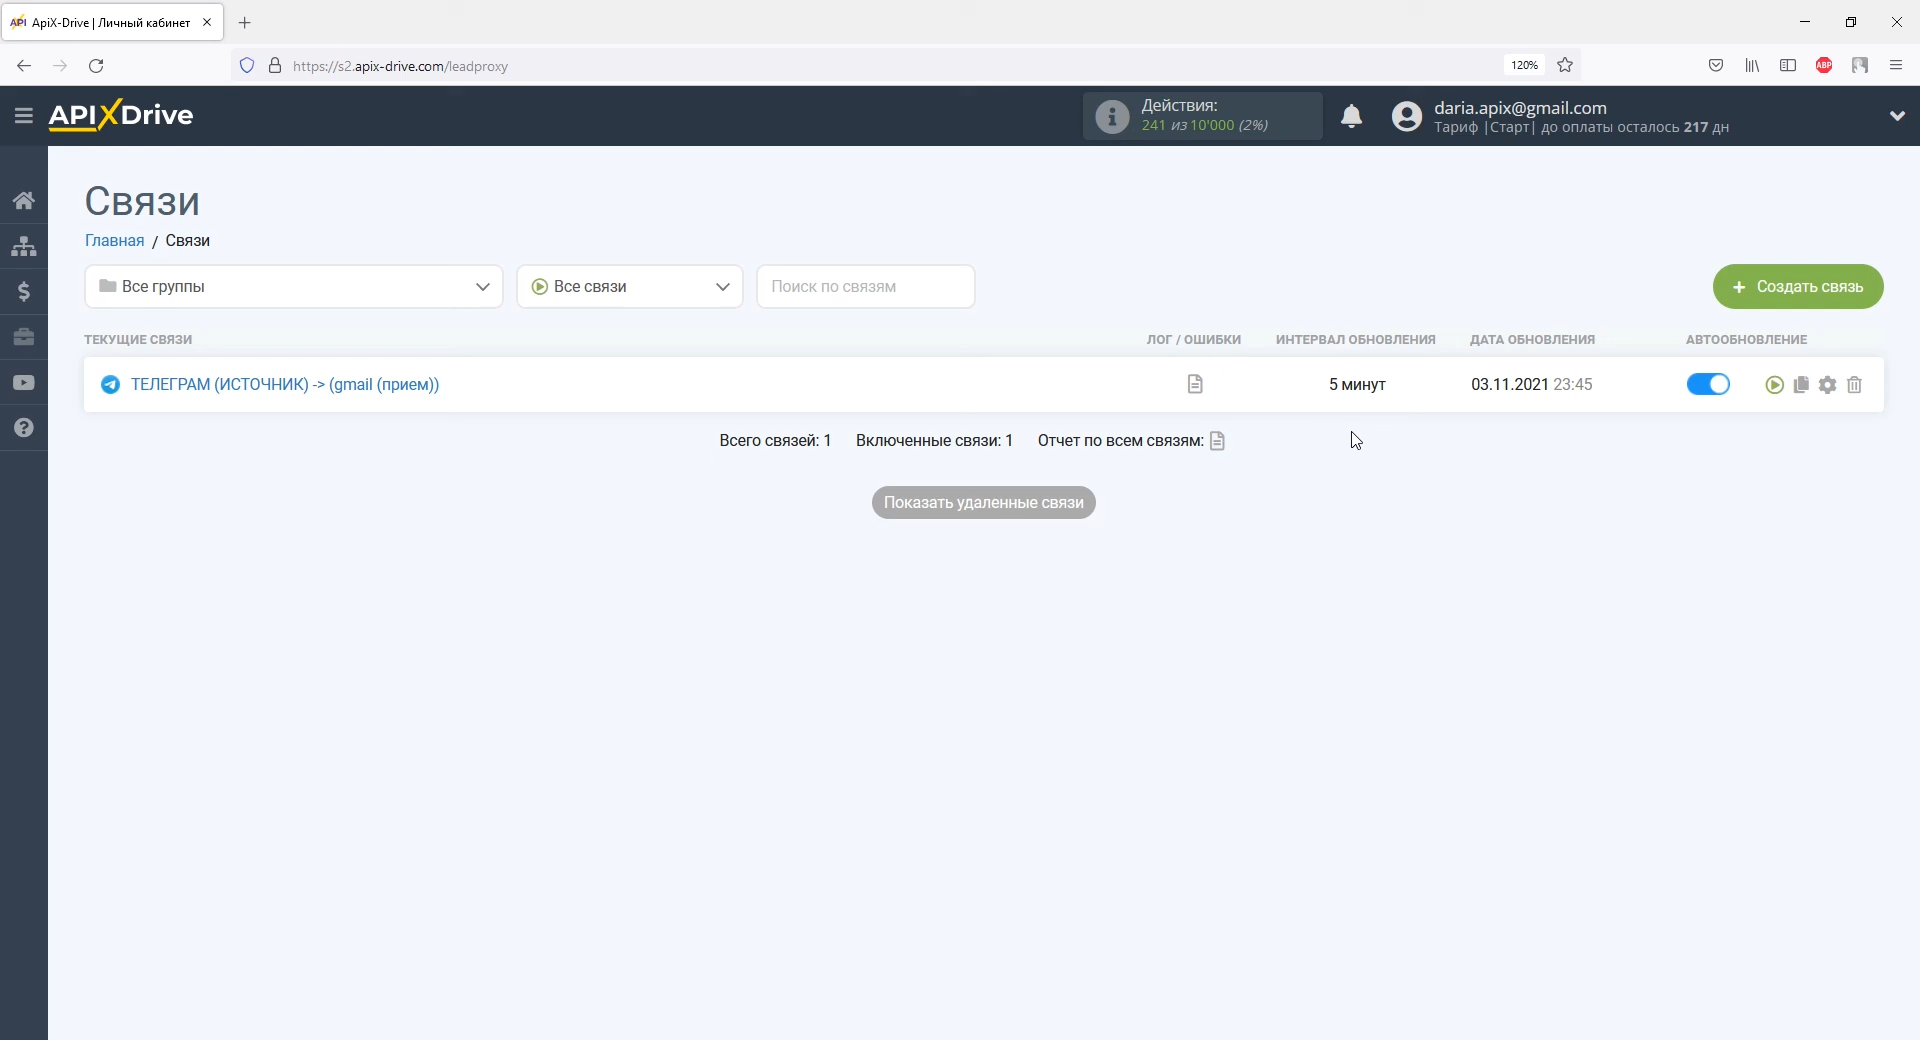 API ApiX-Drive | Личный кабинет
https://s2.apix-drive.com/leadproxy
120%
ABP
APIXDrive
Действия:
241 из 10'000 (2%)
daria.apix@gmail.com
Тариф |Старт| до оплаты осталось 217 дн
Связи
Главная / Связи
Все группы
Все связи
Поиск по связям
+ Создать связь
ТЕКУЩИЕ СВЯЗИ
ЛОГ / ОШИБКИ
ИНТЕРВАЛ ОБНОВЛЕНИЯ
ДАТА ОБНОВЛЕНИЯ
АВТООБНОВЛЕНИЕ
ТЕЛЕГРАМ (ИСТОЧНИК) -> (gmail (прием))
5 минут
03.11.2021 23:45
Всего связей: 1
Включенные связи: 1
Отчет по всем связям:
Показать удаленные связи